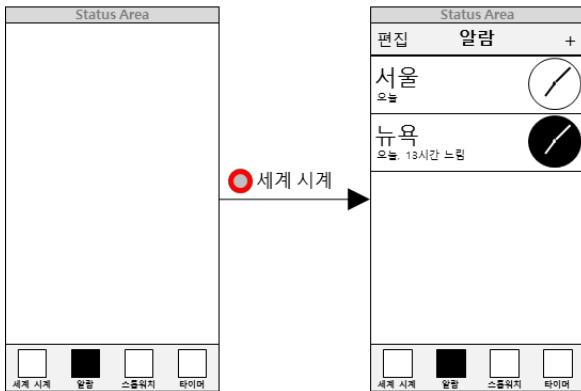 Status Area
세계 시계 알람 스톱워치 타이머
세계 시계
Status Area
편집 알람 +
서울
오늘
뉴욕
오늘, 13시간 느림
세계 시계 알람 스톱워치 타이머